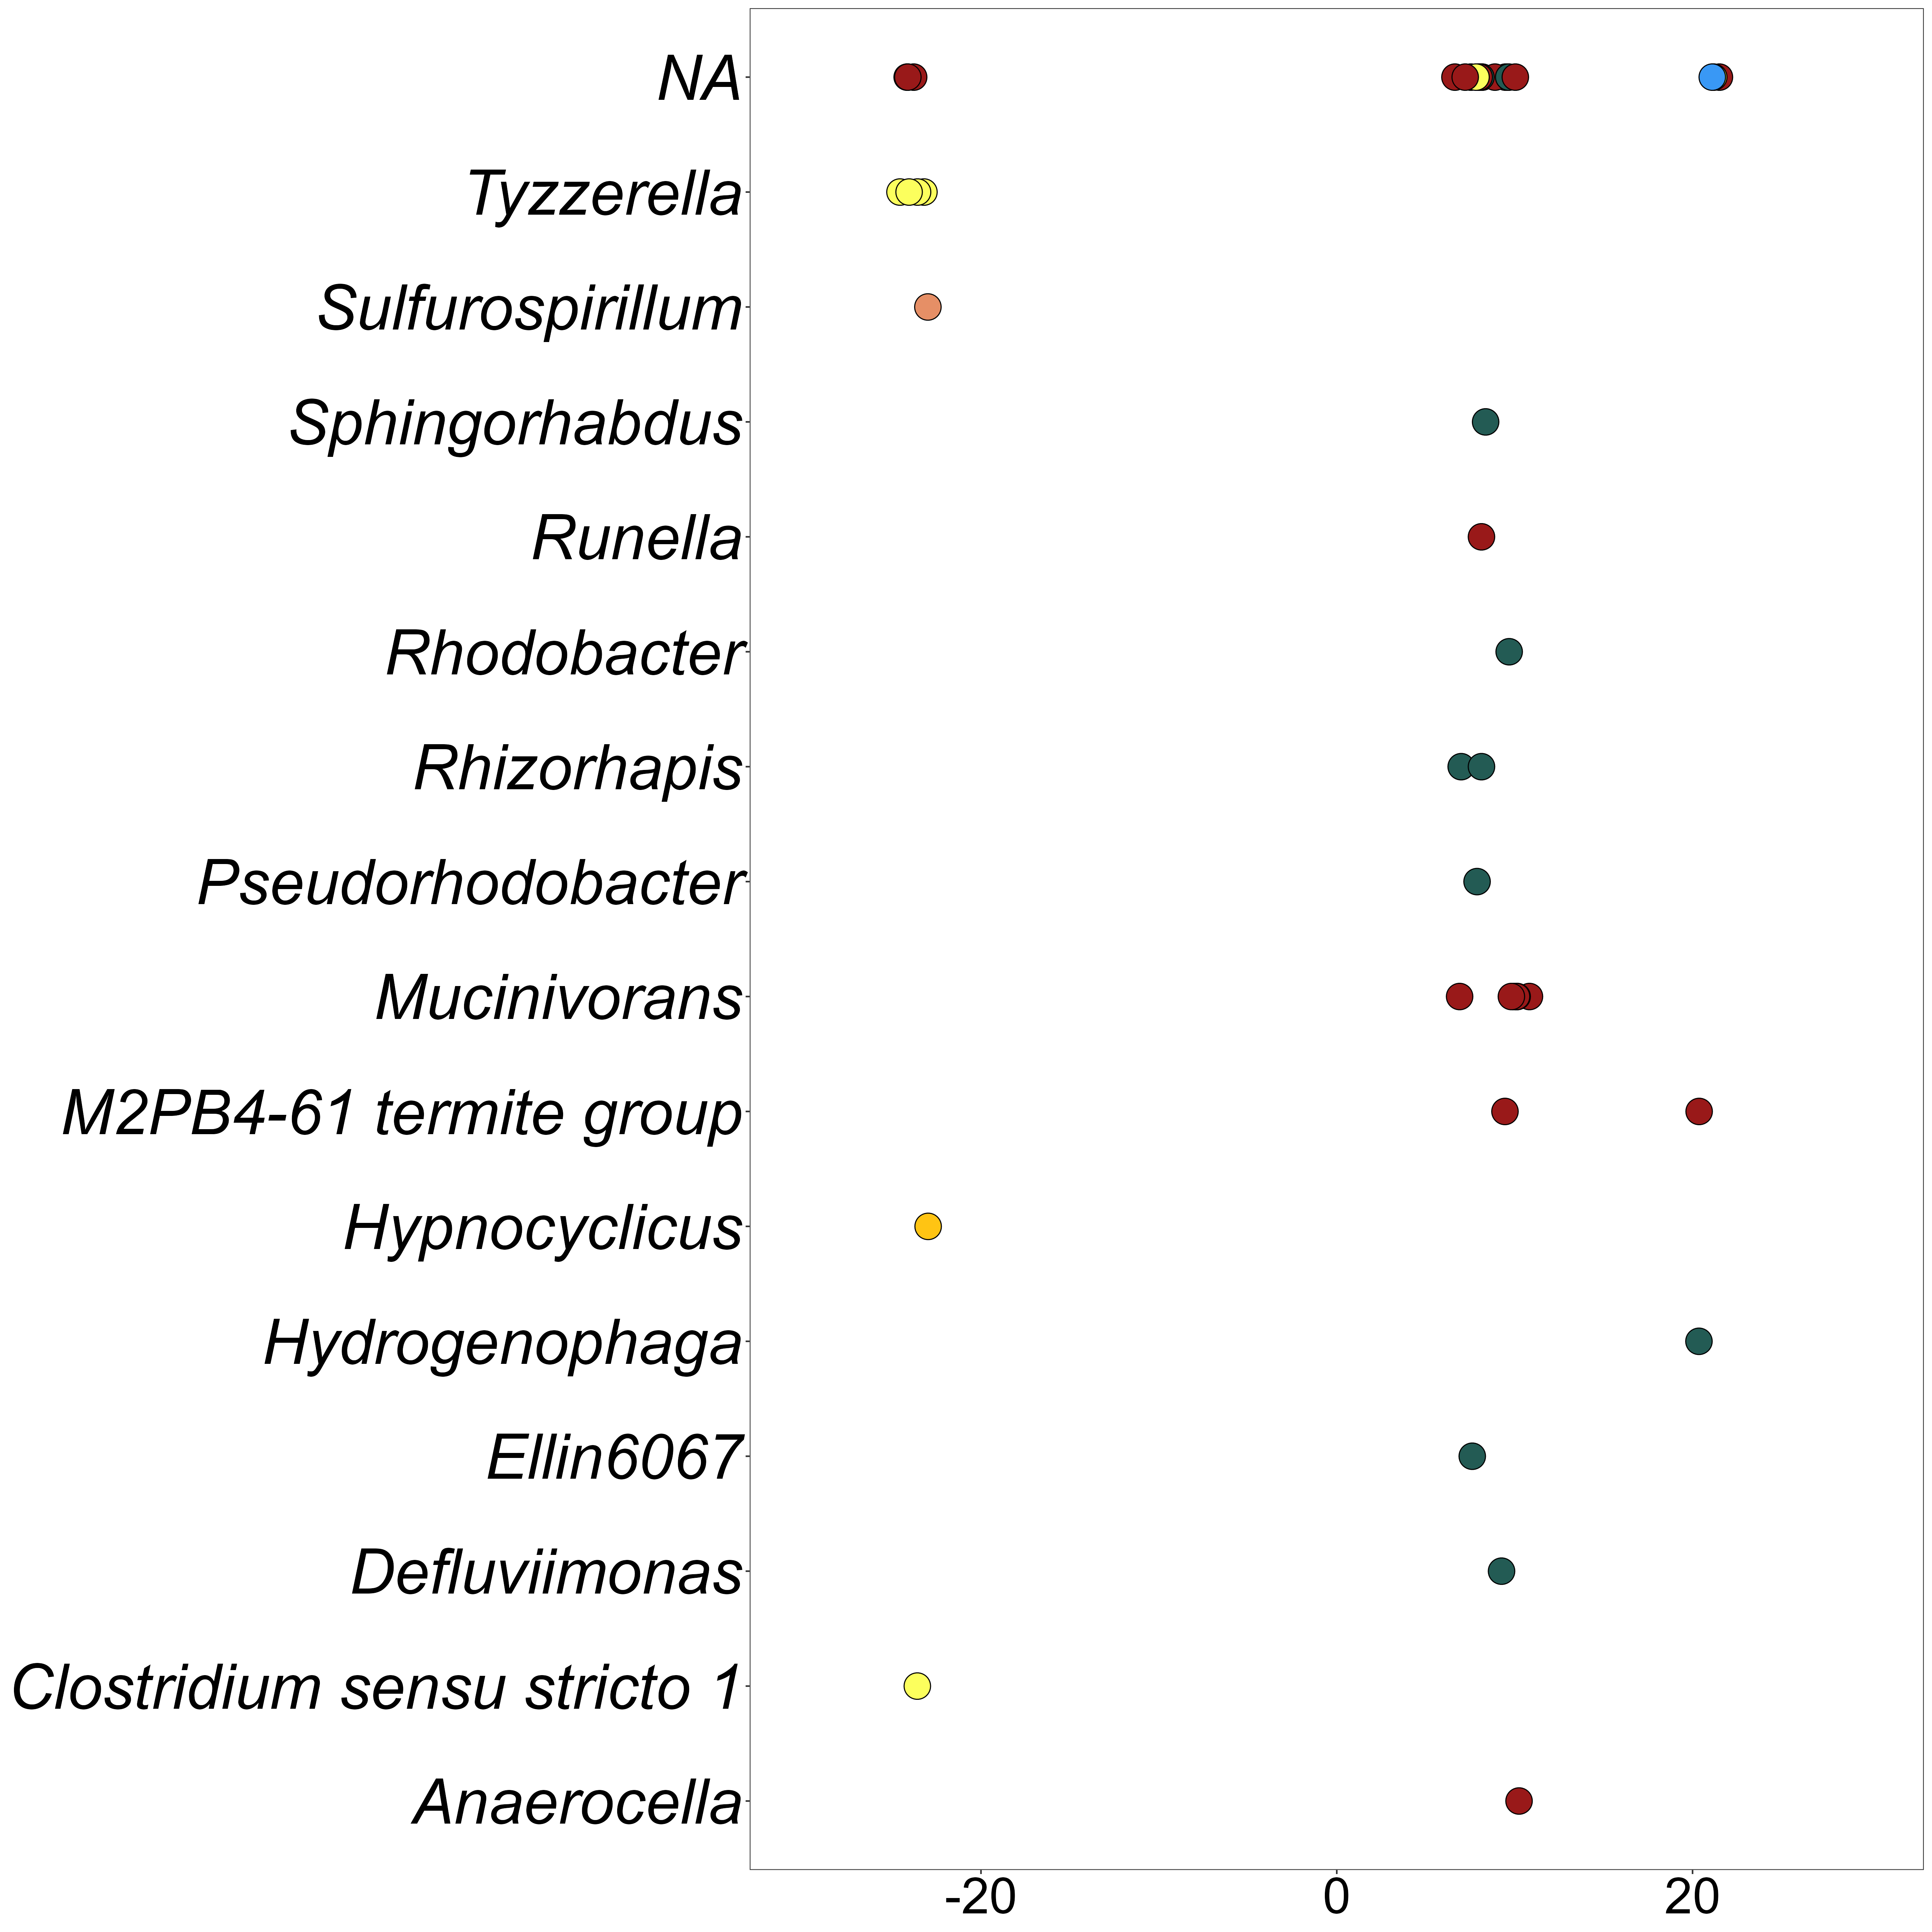 NA
Tyzzerella
Sulfurospirillum
Sphingorhabdus
Runella
Rhodobacter
Rhizorhapis
Pseudorhodobacter
Mucinivorans
M2PB4-61 termite group
Hypnocyclicus
Hydrogenophaga
Ellin6067
Defluviimonas
Clostridium sensu stricto 1
Anaerocella
-20 0 20